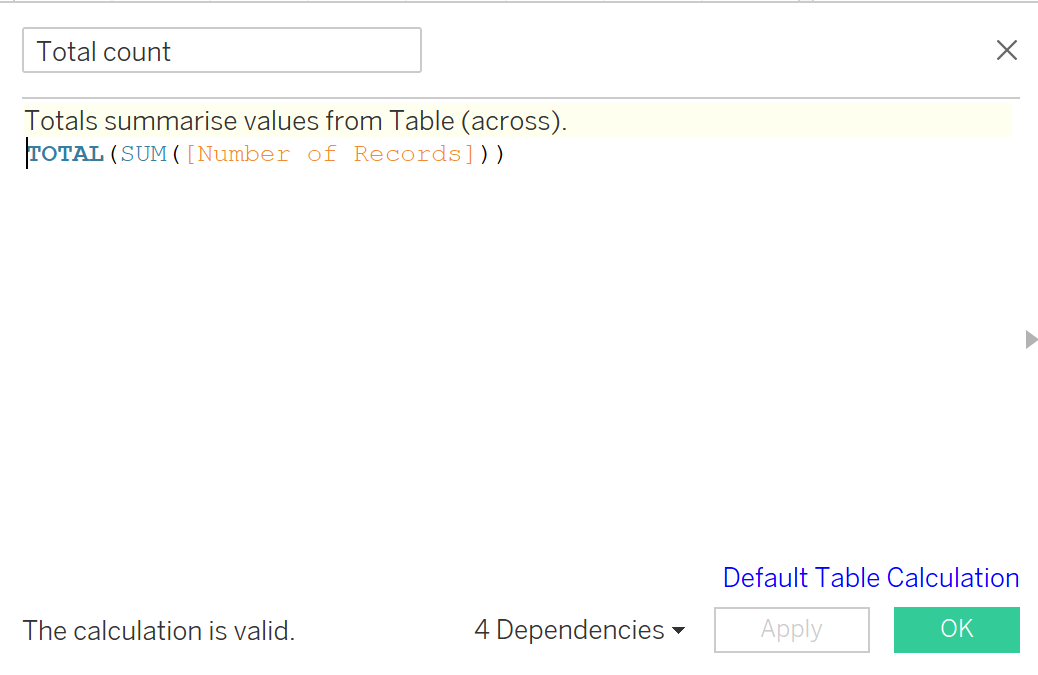 Total count
Totals summarise values from Table (across).
TOTAL(SUM([Number of Records]))
Default Table Calculation
The calculation is valid.
4 Dependencies
Apply
OK